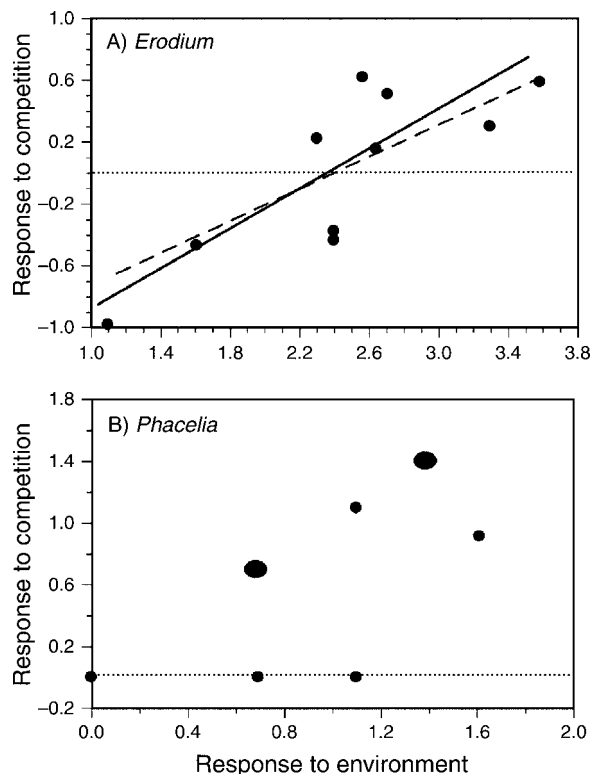 A) Erodium
Response to competition
1.0
0.6
0.2
−0.2
−0.6
−1.0
1.0 1.4 1.8 2.2 2.6 3.0 3.4 3.8
B) Phacelia
Response to competition
1.8
1.4
1.0
0.6
0.2
−0.2
0.0 0.4 0.8 1.2 1.6 2.0
Response to environment